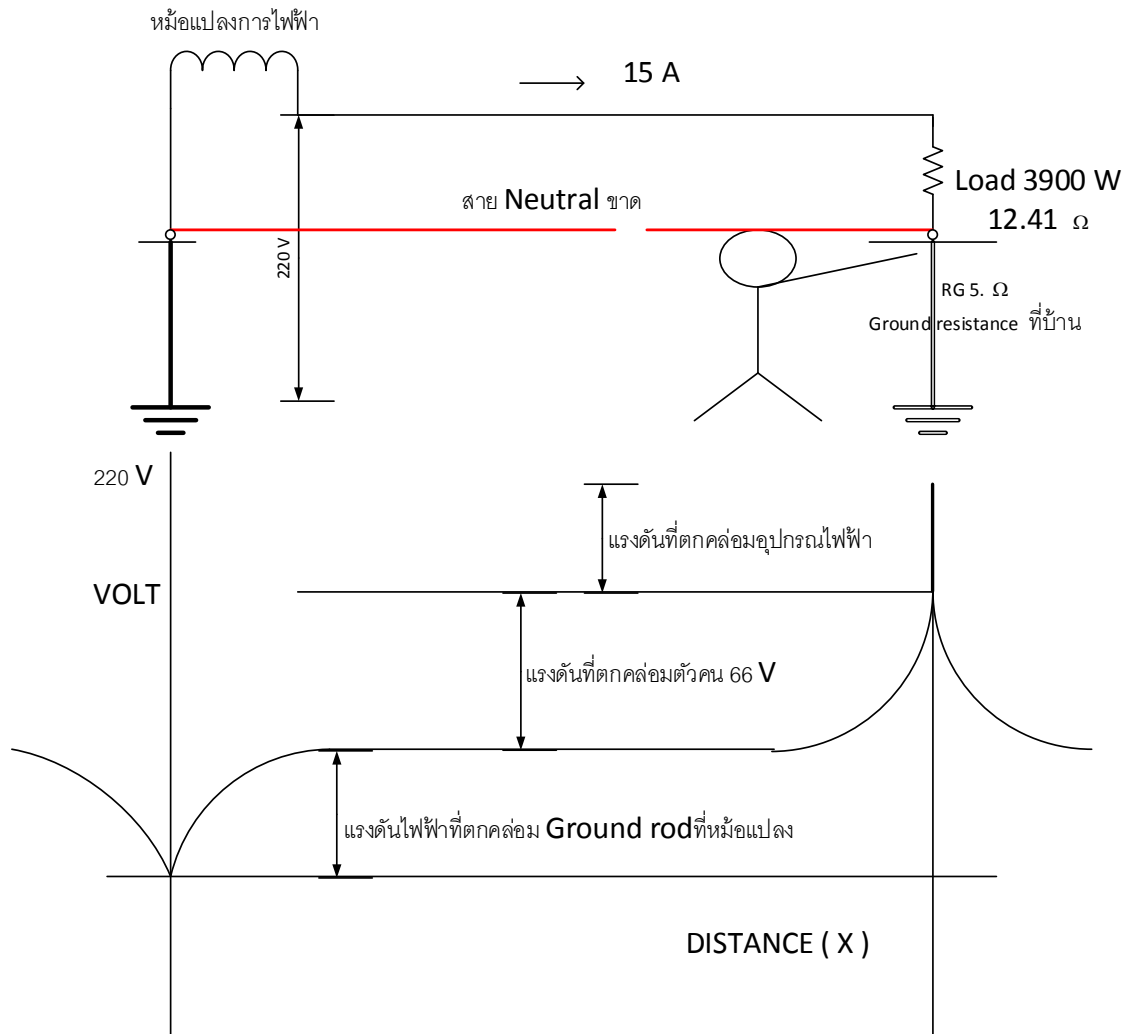 หม้อแปลงการไฟฟ้า
15 A
Load 3900 W
12.41 Ω
สาย Neutral ขาด
220 V
RG 5. Ω
Ground resistance ที่บ้าน
220 V
แรงดันที่ตกคล่อมอุปกรณไฟฟ้า
VOLT
แรงดันที่ตกคล่อมตัวคน 66 V
แรงดันไฟฟ้าที่ตกคล่อม Ground rodที่หม้อแปลง
DISTANCE ( X )